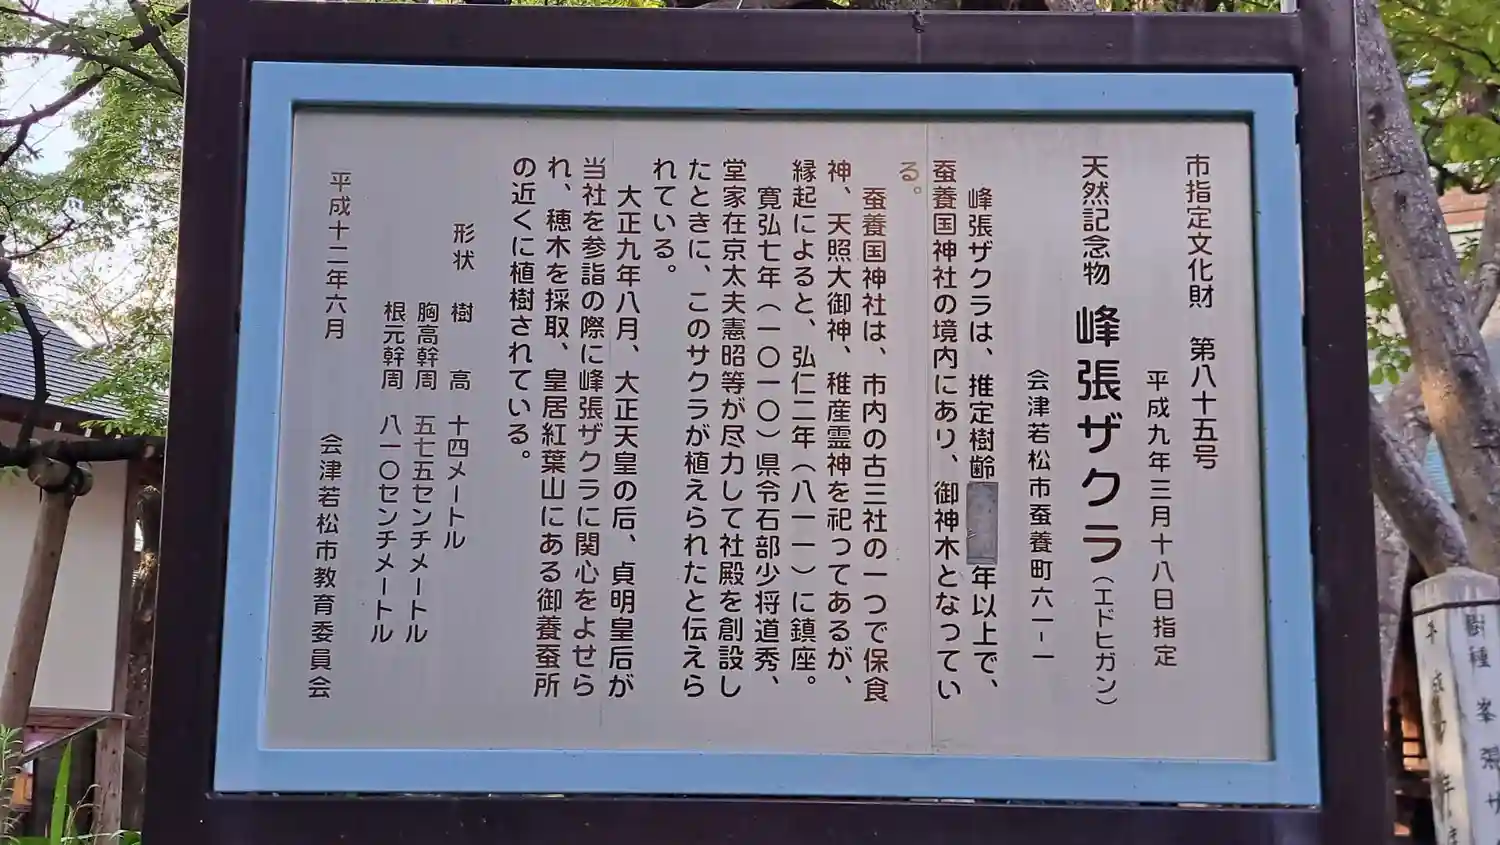 市指定文化財　第八十五号
平成九年三月十八日指定
天然記念物　峰張ザクラ（エドヒガン）
会津若松市蚕養町六ー一
峰張ザクラは、推定樹齢年以上で、
蚕養国神社の境内にあり、御神木となってい
る。
蚕養国神社は、市内の古三社の一つで保食
神、天照大御神、稚産霊神を祀ってあるが、
縁起によると、弘仁二年（八一一）に鎮座。
寛弘七年（一〇一〇）県令石部少将道秀、
堂家在京太夫憲昭等が尽力して社殿を創設し
たときに、このサクラが植えられたと伝えら
れている。
大正九年八月、大正天皇の后、貞明皇后が
当社を参詣の際に峰張ザクラに関心をよせら
れ、穂木を採取、皇居紅葉山にある御養蚕所
の近くに植樹されている。
形状　樹　高　十四メートル
胸高幹周　五七五センチメートル
根元幹周　八一〇センチメートル
平成十二年六月
会津若松市教育委員会
樹種　峯張ザ